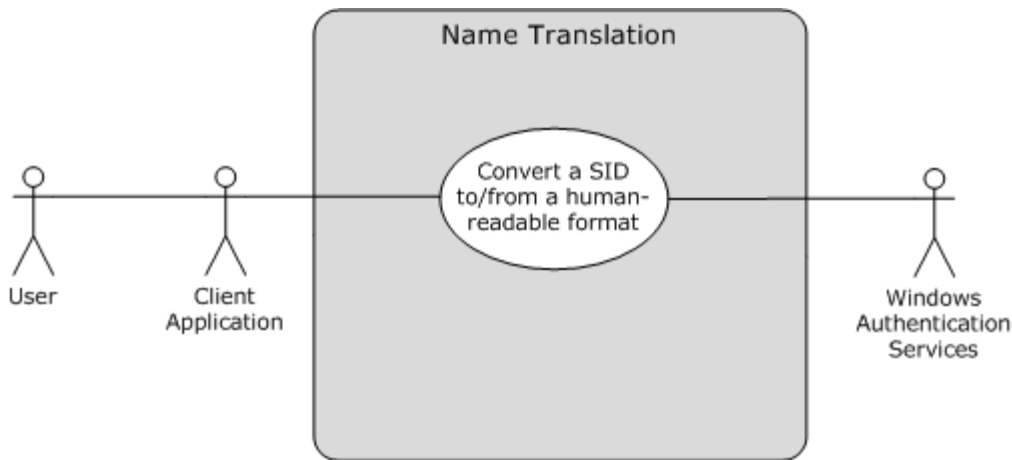 Name Translation
Convert a SID
to/from a human-
readable format
User
Client
Application
Windows
Authentication
Services